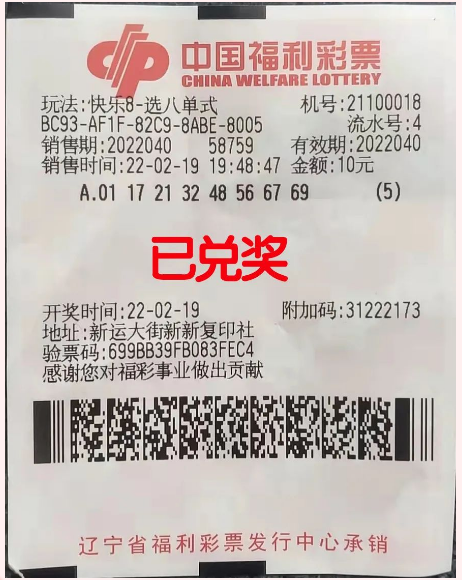 中国福利彩票
CHINA WELFARE LOTTERY
玩法:快乐8-选八单式 机号:21100018
BC93-AF1F-82C9-8ABE-8005 流水号:4
销售期:2022040 58759 有效期:2022040
销售时间:22-02-19 19:48:47 金额:10元
A.01 17 21 32 48 56 67 69 (5)
已兑奖
开奖时间:22-02-19 附加码:31222173
地址:新运大街新新复印社
验票码:699BB39FB083FEC4
感谢您对福彩事业做出贡献
辽宁省福利彩票发行中心承销